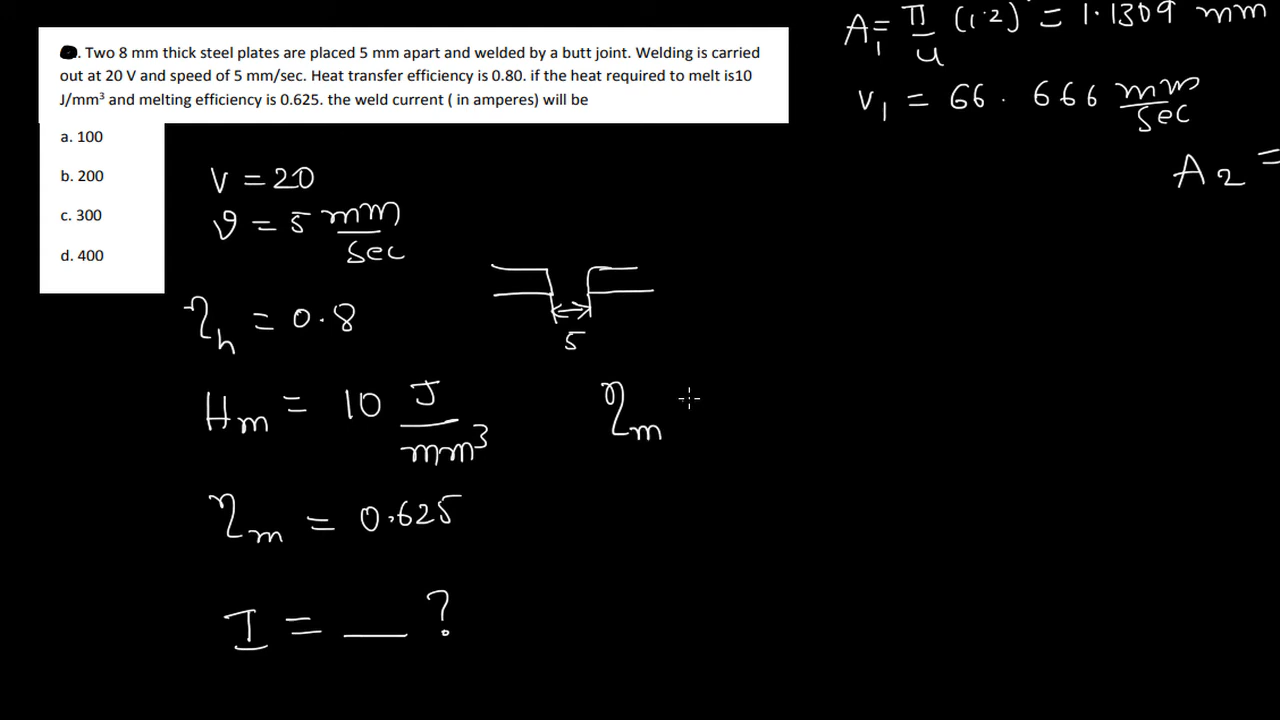 . Two 8 mm thick steel plates are placed 5 mm apart and welded by a butt joint. Welding is carried
out at 20 V and speed of 5 mm/sec. Heat transfer efficiency is 0.80. if the heat required to melt is10
J/mm³ and melting efficiency is 0.625. the weld current ( in amperes) will be
a. 100
b. 200
c. 300
d. 400
A₁ = π/4 (1.2) = 1.1309 mm
V₁ = 66.666 mm/sec
A₂ =
V = 20
ϑ = 5 mm/sec
5
η_h = 0.8
H_m = 10 J/mm³
η_m
η_m = 0.625
I = __ ?